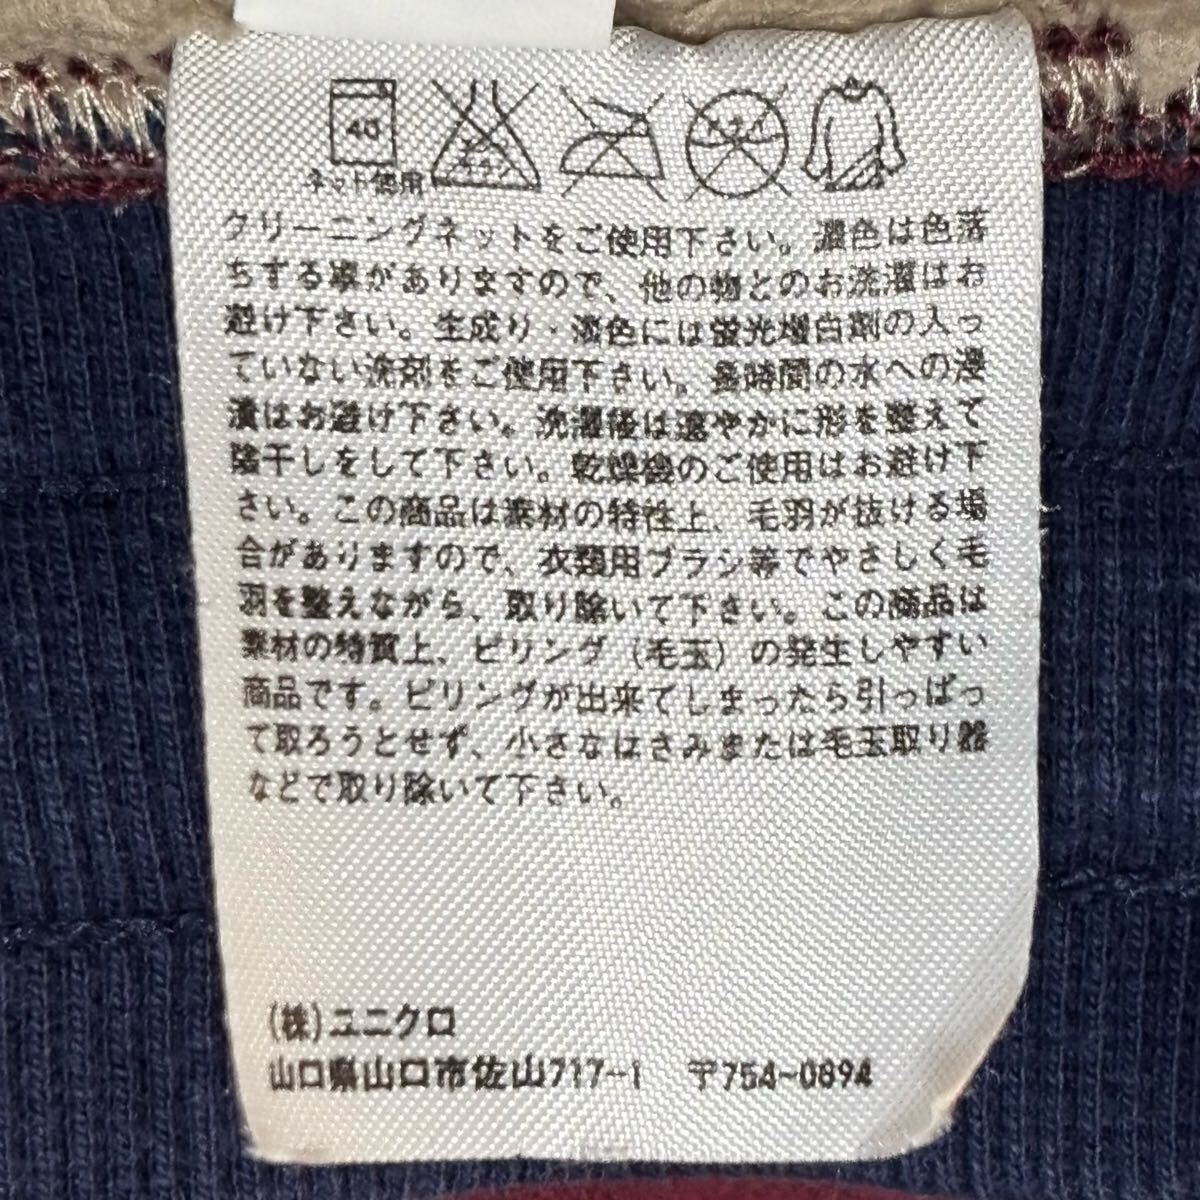 40
ネット使用
クリーニングネットをご使用下さい。濃色は色落
ちする事がありますので、他の物とのお洗濯はお
避け下さい。生成り・淡色には蛍光増白剤の入っ
ていない洗剤をご使用下さい。長時間の水への浸
漬はお避け下さい。洗濯後は速やかに形を整えて
陰干しをして下さい。乾燥機のご使用はお避け下
さい。この商品は素材の特性上、毛羽が抜ける場
合がありますので、衣類用ブラシ等でやさしく毛
羽を整えながら、取り除いて下さい。この商品は
素材の特質上、ピリング（毛玉）の発生しやすい
商品です。ピリングが出来てしまったら引っぱっ
て取ろうとせず、小さなはさみまたは毛玉取り器
などで取り除いて下さい。
(株)ユニクロ
山口県山口市佐山717-1 〒754-0894